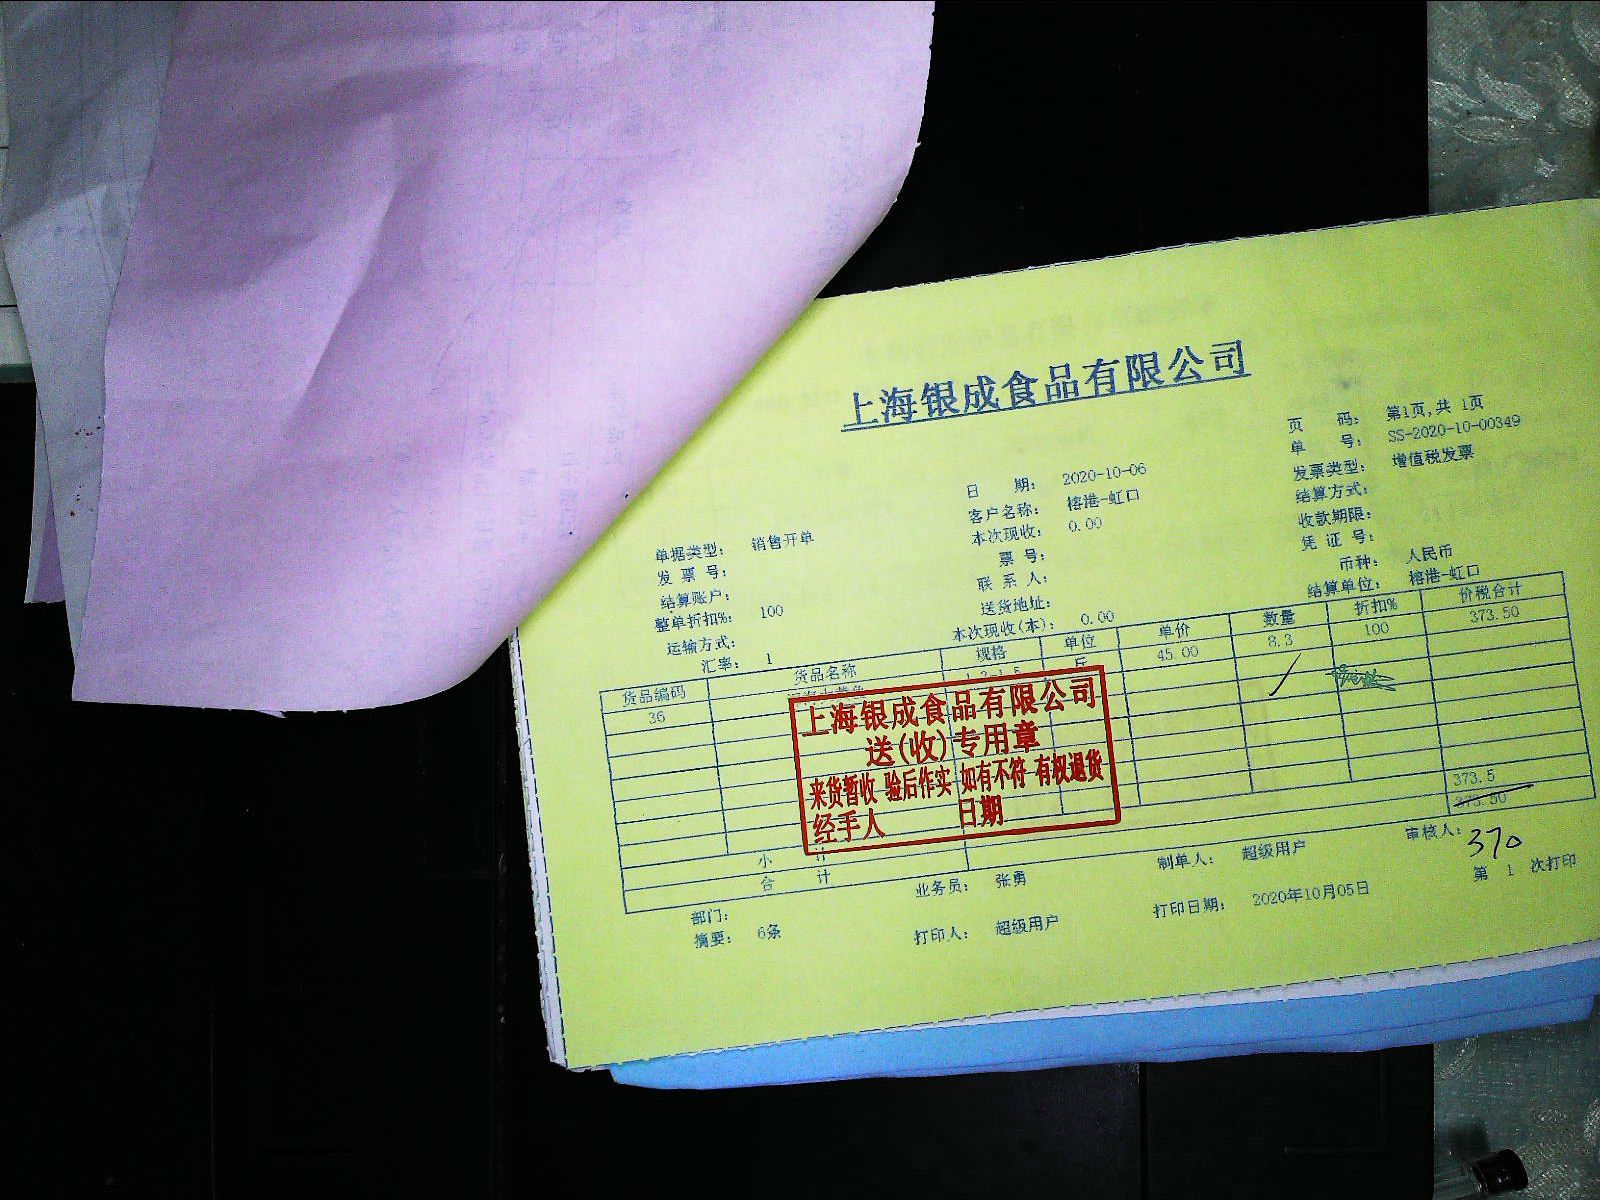 上海银成食品有限公司
页 码: 第1页,共 1页
单 号: SS-2020-10-00349
日 期: 2020-10-06
发票类型: 增值税发票
客户名称: 榕港-虹口
结算方式:
单据类型: 销售开单
本次现收: 0.00
收款期限:
发 票 号:
票 号:
凭 证 号:
结算账户:
联 系 人:
币种: 人民币
整单折扣%: 100
送货地址:
结算单位: 榕港-虹口
运输方式:
本次现收(本): 0.00
汇率: 1
货品编码 货品名称 规格 单位 单价 数量 折扣% 价税合计
36 斤 45.00 8.3 100 373.50
上海银成食品有限公司
送(收)专用章
来货暂收 验后作实 如有不符 有权退货
经手人 日期
小 计 373.5
合 计 373.50
370
部门: 业务员: 张勇 制单人: 超级用户 审核人:
摘要: 6条 打印人: 超级用户 打印日期: 2020年10月05日 第 1 次打印